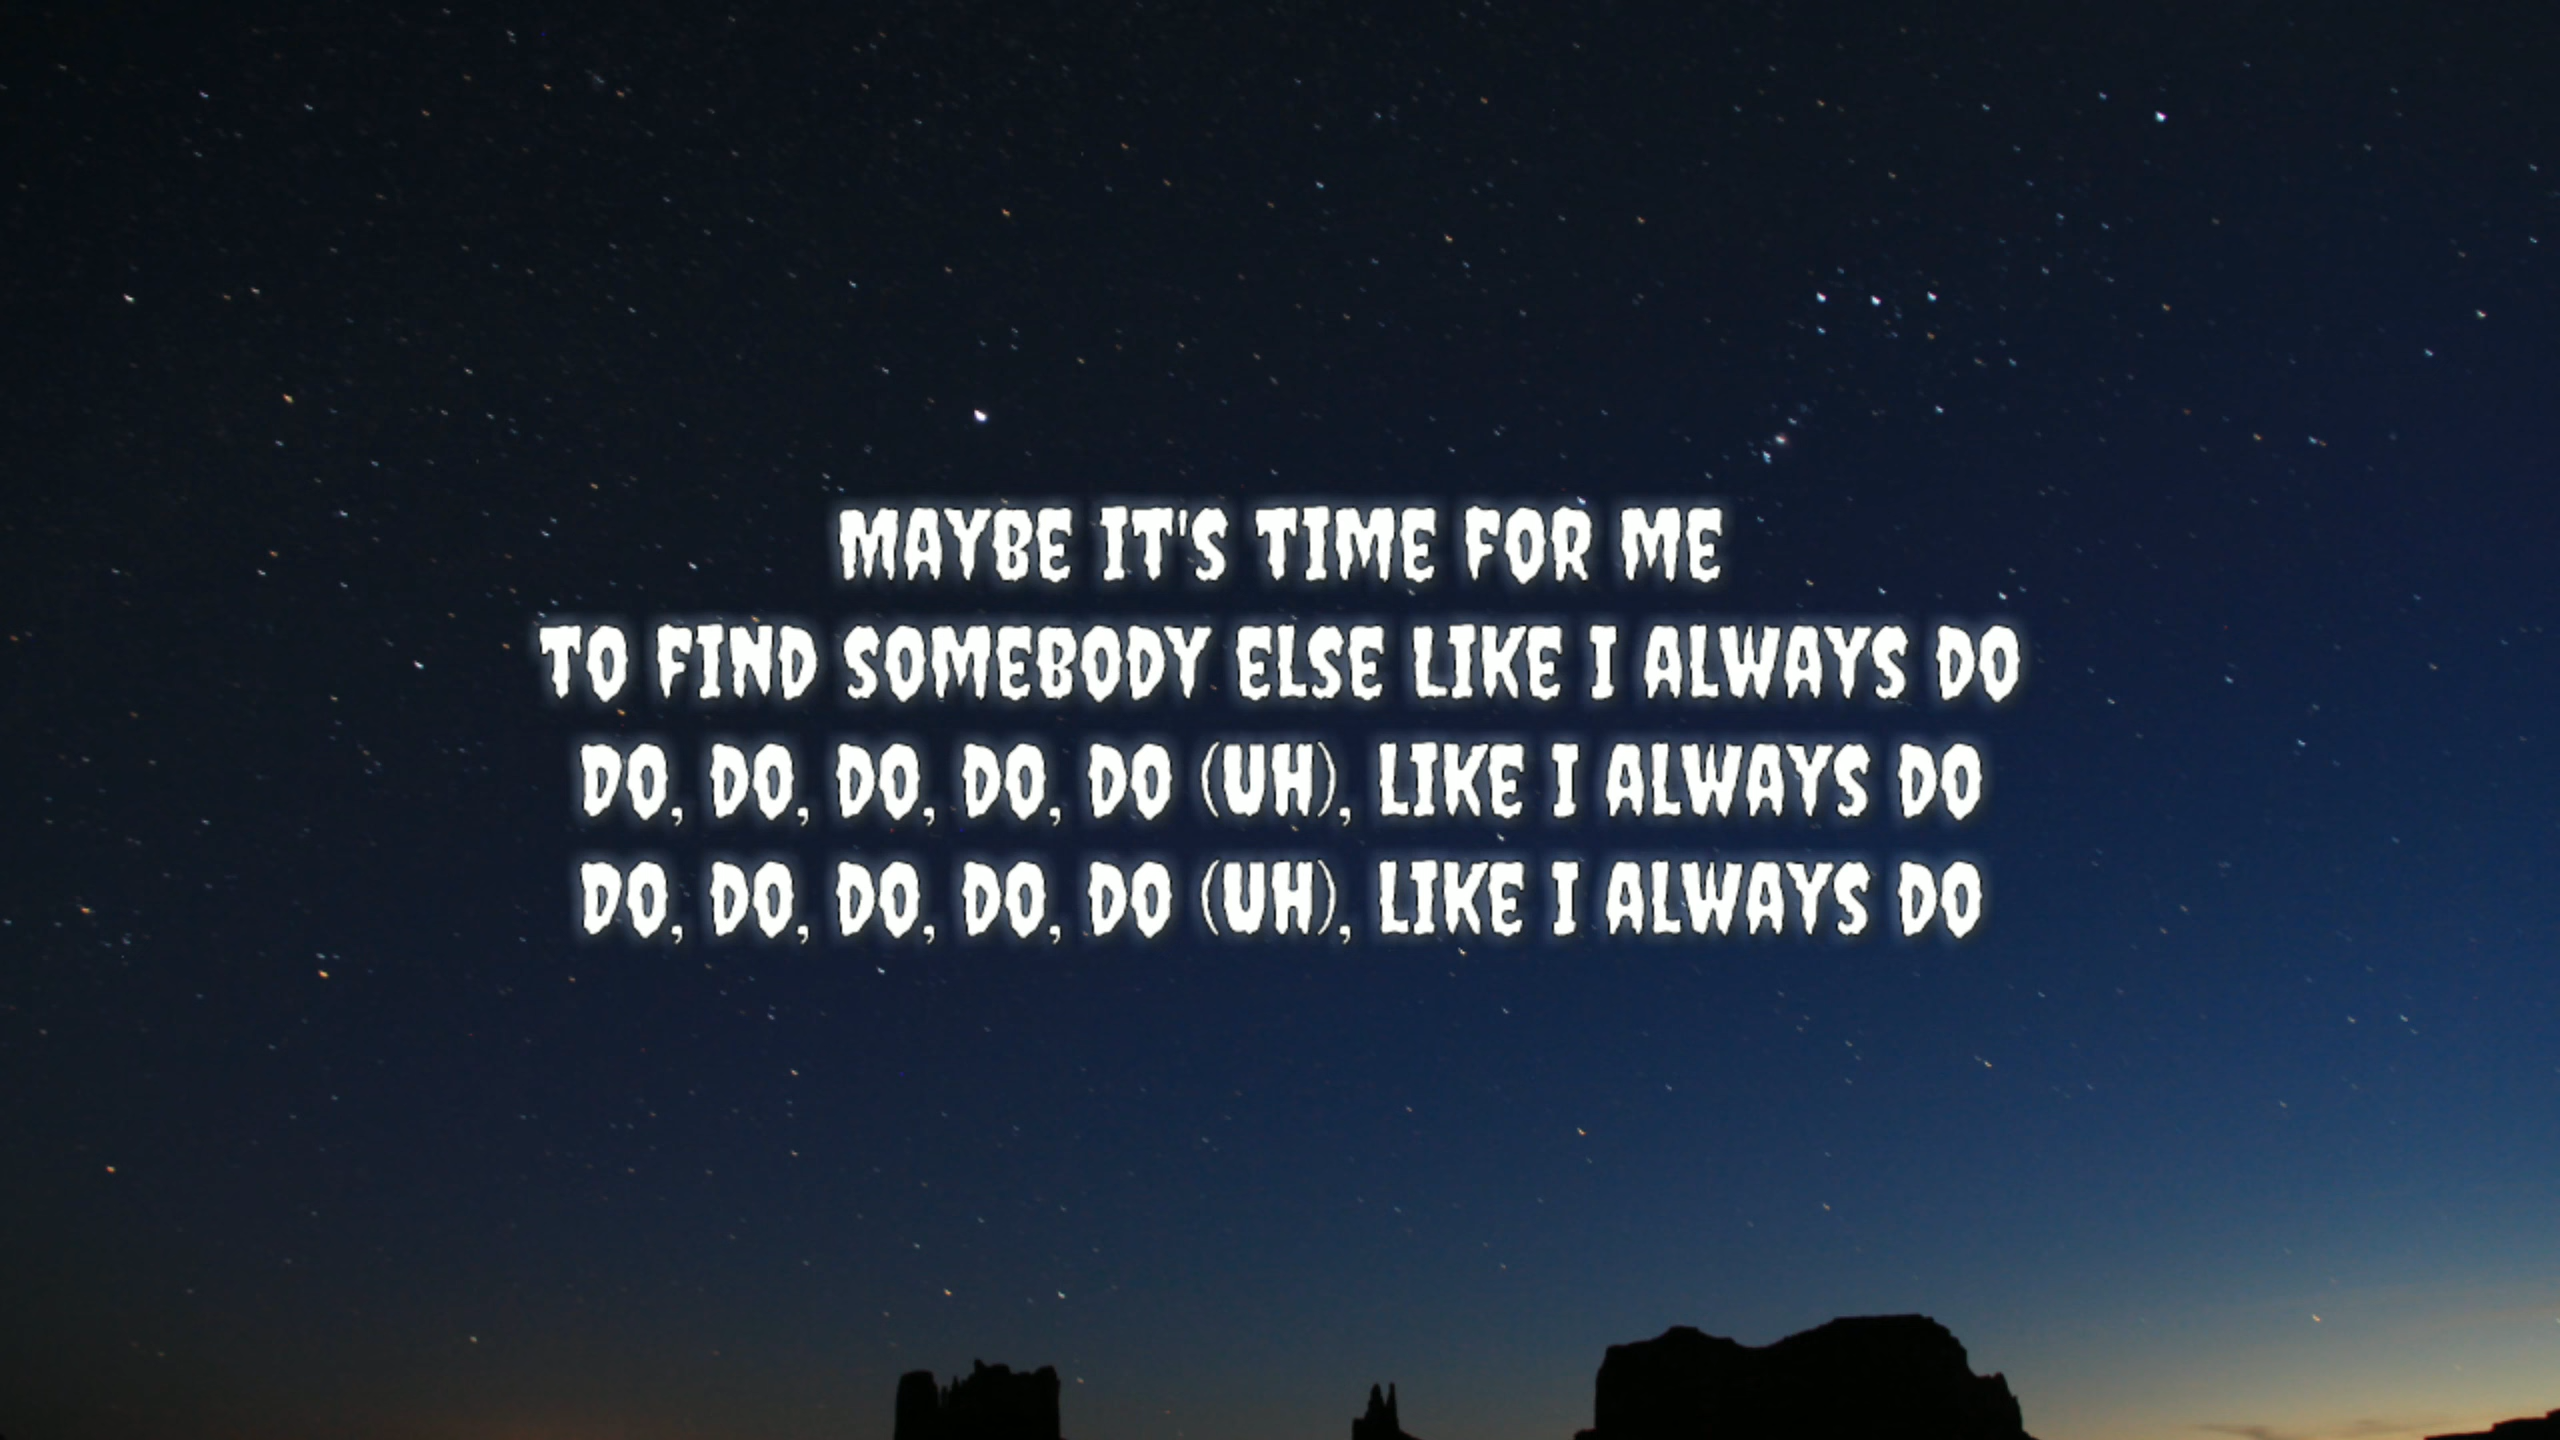 MAYBE IT'S TIME FOR ME
TO FIND SOMEBODY ELSE LIKE I ALWAYS DO
DO, DO, DO, DO, DO (UH), LIKE I ALWAYS DO
DO, DO, DO, DO, DO (UH), LIKE I ALWAYS DO